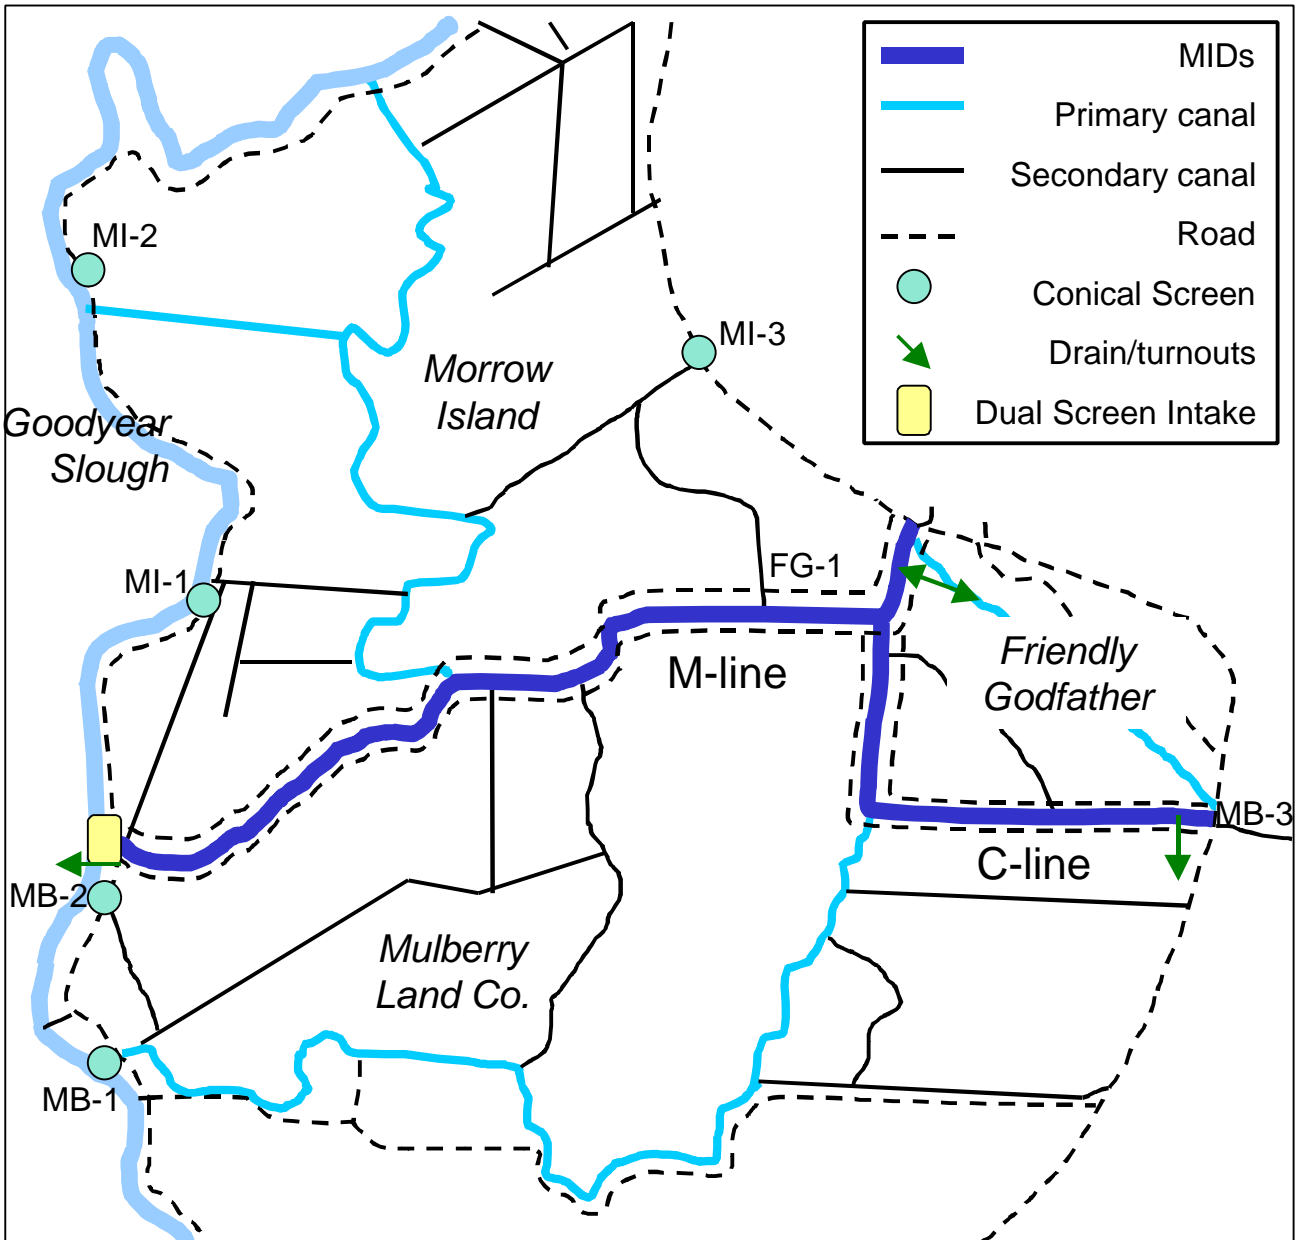 MIDs
Primary canal
Secondary canal
Road
Conical Screen
Drain/turnouts
Dual Screen Intake
MI-2
MI-3
Morrow
Island
Goodyear
Slough
MI-1
FG-1
Friendly
Godfather
M-line
MB-3
C-line
MB-2
Mulberry
Land Co.
MB-1